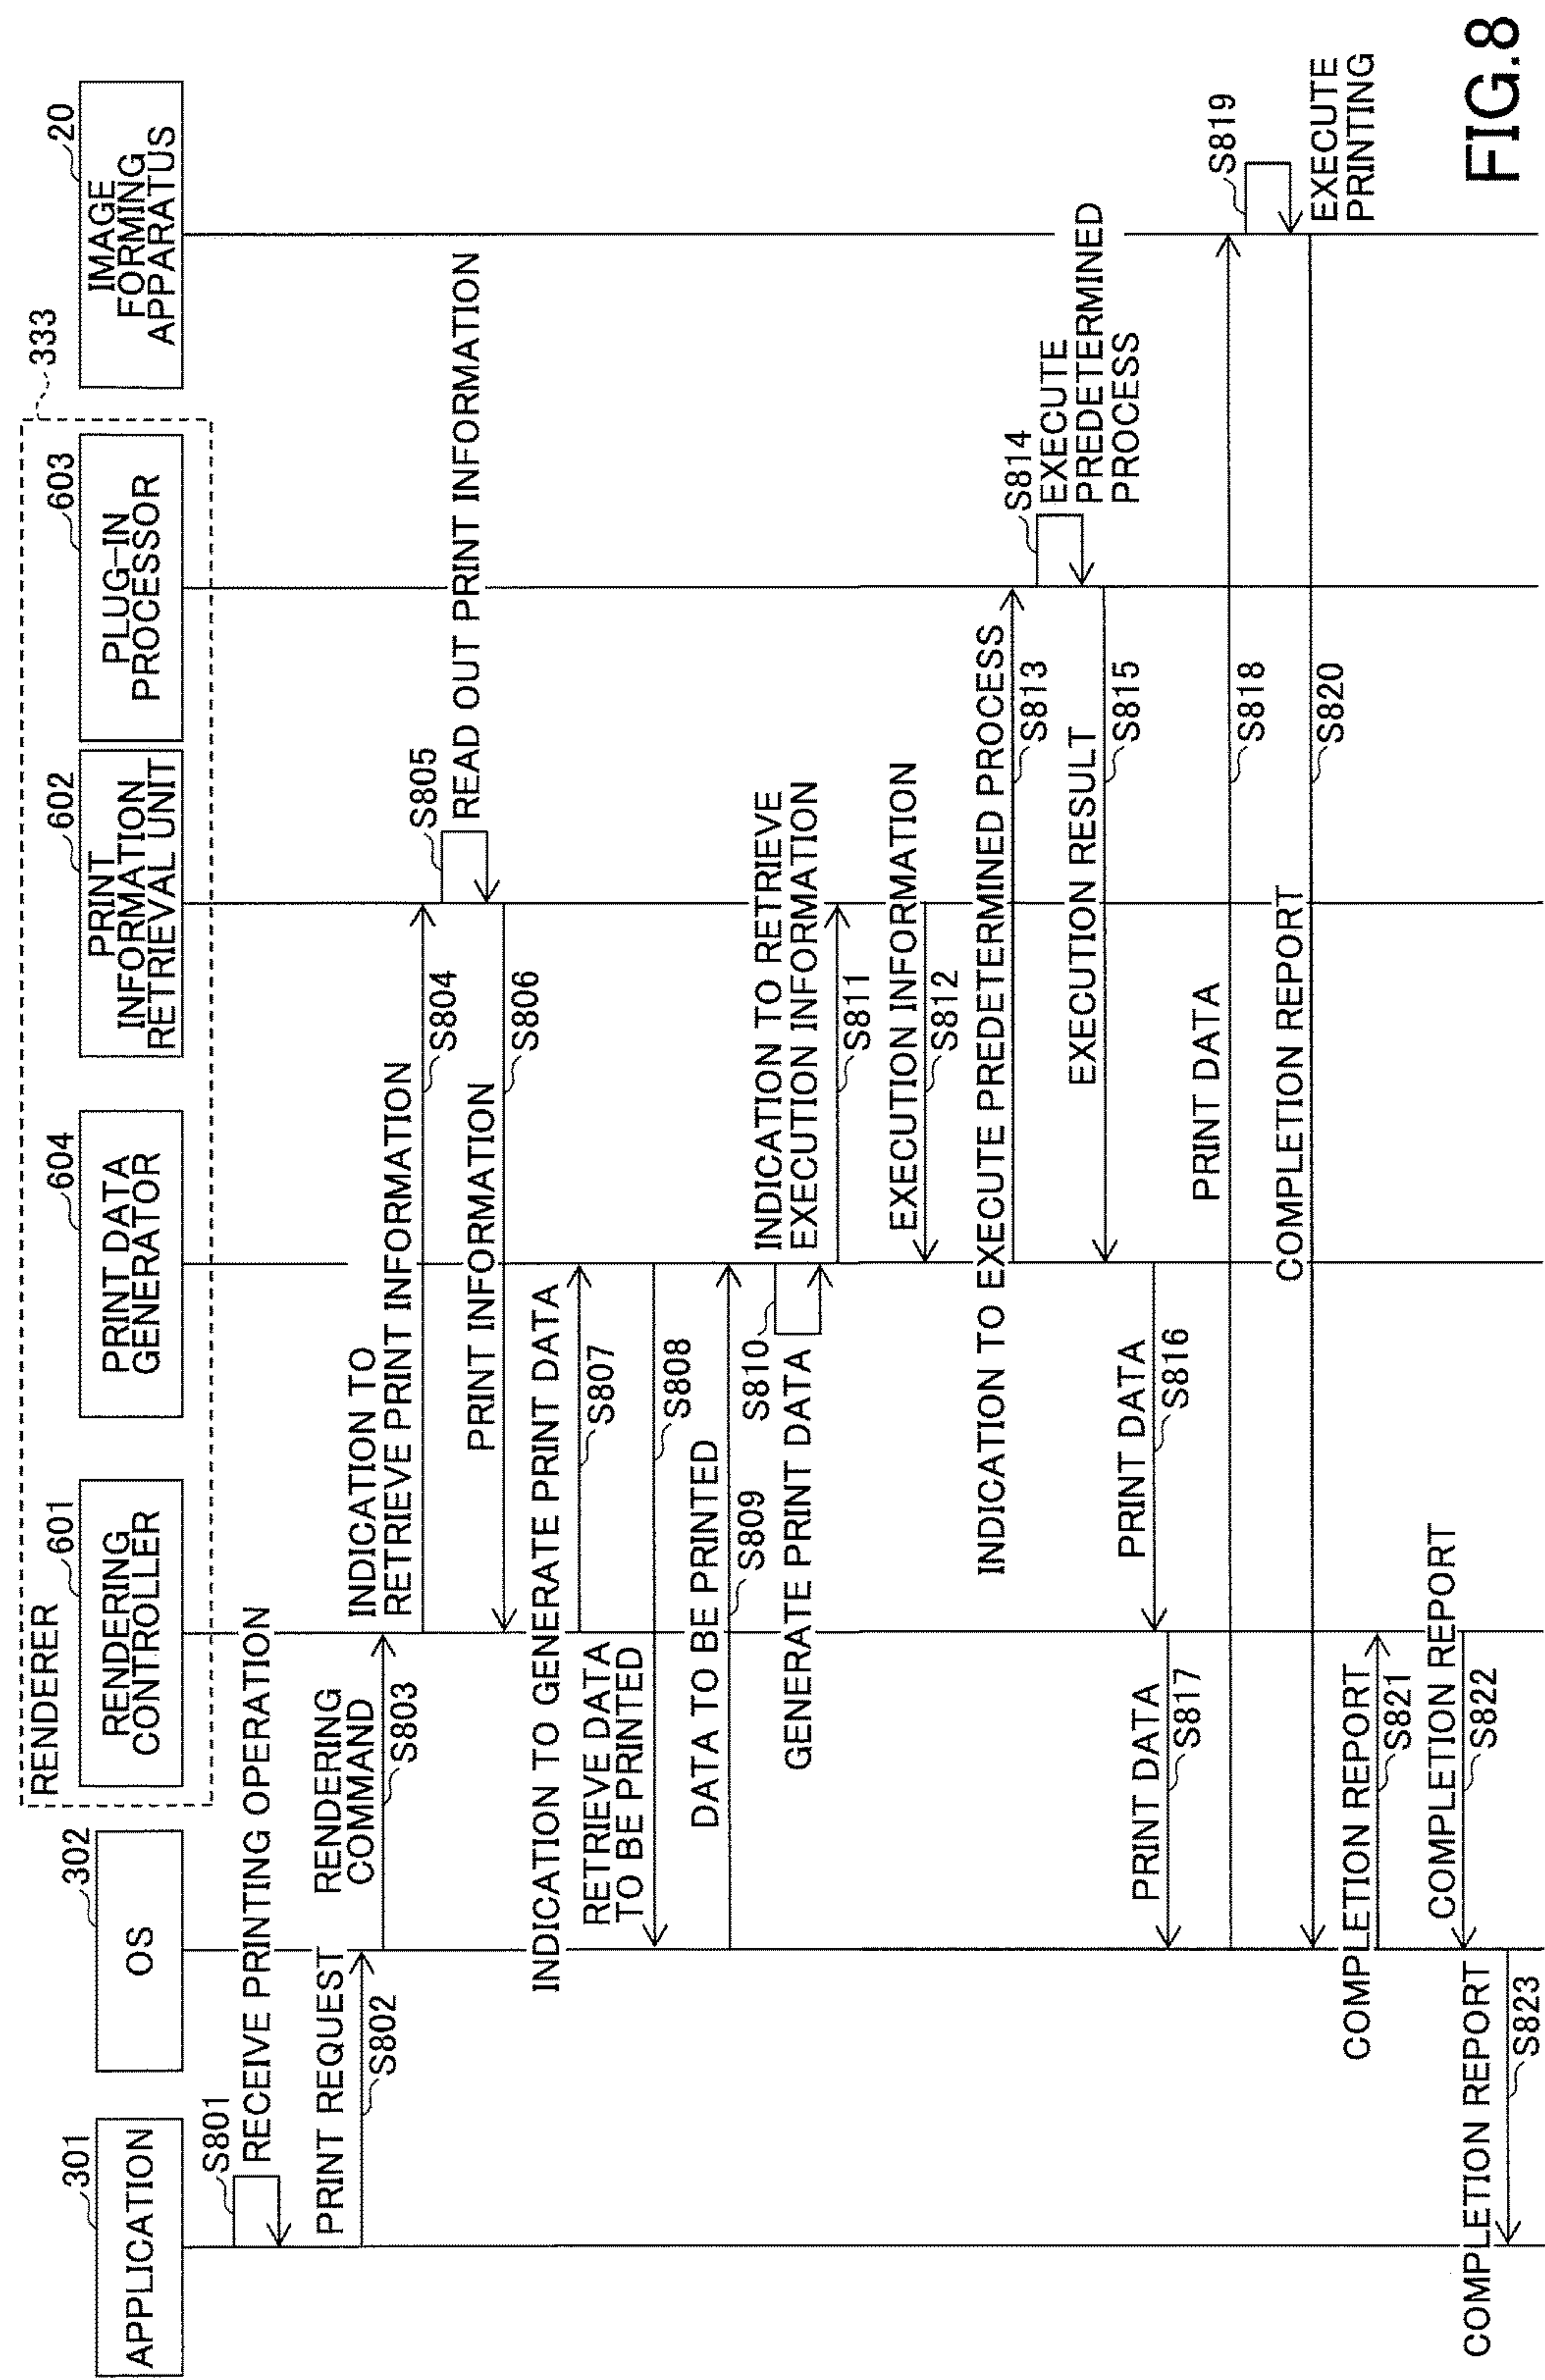 301
APPLICATION
302
OS
RENDERER
333
601
RENDERING
CONTROLLER
604
PRINT DATA
GENERATOR
602
PRINT
INFORMATION
RETRIEVAL UNIT
603
PLUG-IN
PROCESSOR
20
IMAGE
FORMING
APPARATUS
S801
RECEIVE PRINTING OPERATION
PRINT REQUEST
S802
RENDERING
COMMAND
S803
INDICATION TO
RETRIEVE PRINT INFORMATION
S804
S805
READ OUT PRINT INFORMATION
PRINT INFORMATION
S806
INDICATION TO GENERATE PRINT DATA
S807
RETRIEVE DATA
TO BE PRINTED
S808
DATA TO BE PRINTED
S809
S810
GENERATE PRINT DATA
INDICATION TO RETRIEVE
EXECUTION INFORMATION
S811
EXECUTION INFORMATION
S812
INDICATION TO EXECUTE PREDETERMINED PROCESS
S813
S814
EXECUTE
PREDETERMINED
PROCESS
EXECUTION RESULT
S815
PRINT DATA
S816
PRINT DATA
S817
PRINT DATA
S818
S819
EXECUTE
PRINTING
COMPLETION REPORT
S820
COMPLETION REPORT
S821
COMPLETION REPORT
S822
COMPLETION REPORT
S823
FIG.8